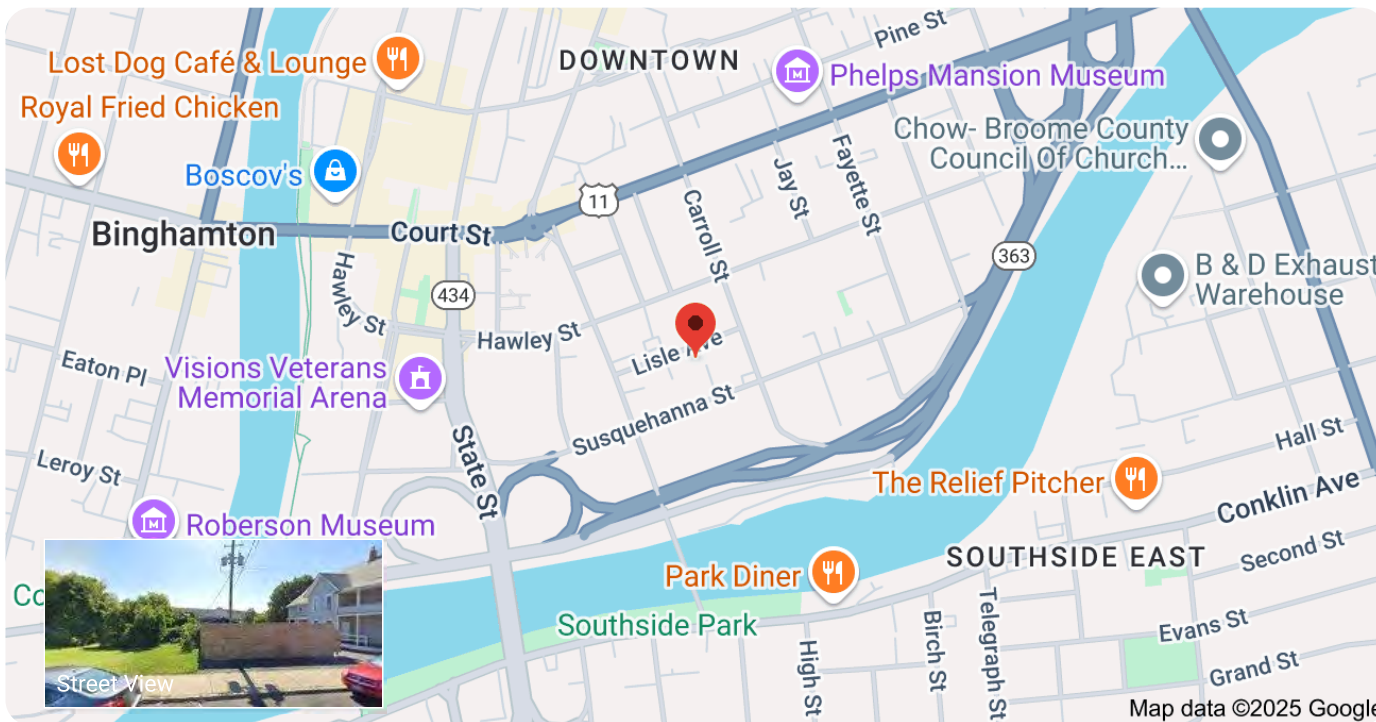 Pine St
DOWNTOWN
Lost Dog Café & Lounge
Phelps Mansion Museum
Royal Fried Chicken
Chow- Broome County
Council Of Church...
Boscov's
Jay St
Fayette St
11
Carroll St
Binghamton
Court St
363
B & D Exhaust
Warehouse
434
Hawley St
Hawley St
Lisle Ave
Eaton Pl
Visions Veterans
Memorial Arena
Susquehanna St
State St
Hall St
Leroy St
The Relief Pitcher
Conklin Ave
Roberson Museum
SOUTHSIDE EAST
Second St
Park Diner
Co
Southside Park
Telegraph St
Birch St
High St
Evans St
Grand St
Street View
Map data ©2025 Google